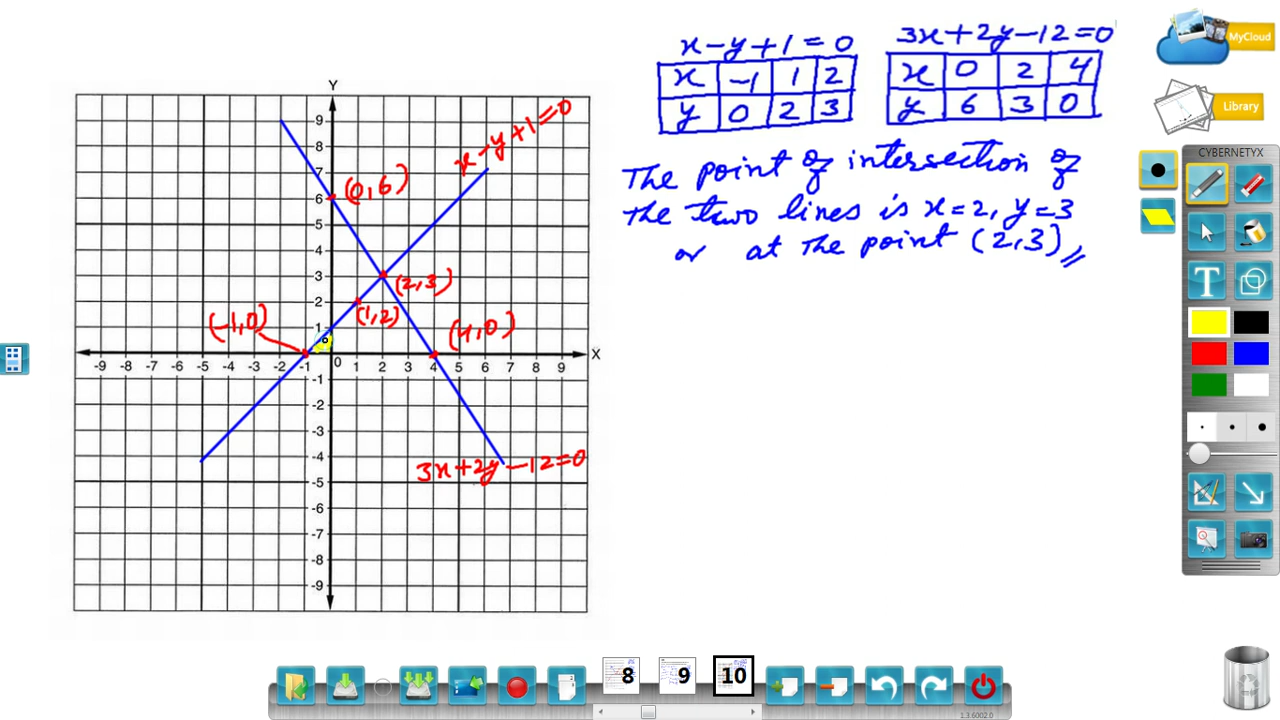 x-y+1=0
x -1 1 2
y 0 2 3
3x+2y-12=0
x 0 2 4
y 6 3 0
The point of intersection of
the two lines is x=2, y=3
or at the point (2,3)
Y
9
7
6
5
4
3
2
1
-9 -8 -7 -6 -5 -4 -3 -2 -1 0 1 2 3 4 5 6 7 8 9 X
-1
-2
-3
-4
-5
-6
-7
-8
-9
x-y+1=0
(0,6)
(2,3)
(1,2)
(-1,0)
(4,0)
3x+2y-12=0
MyCloud
Library
CYBERNETYX
T
8 9 10
1.3.6002.0